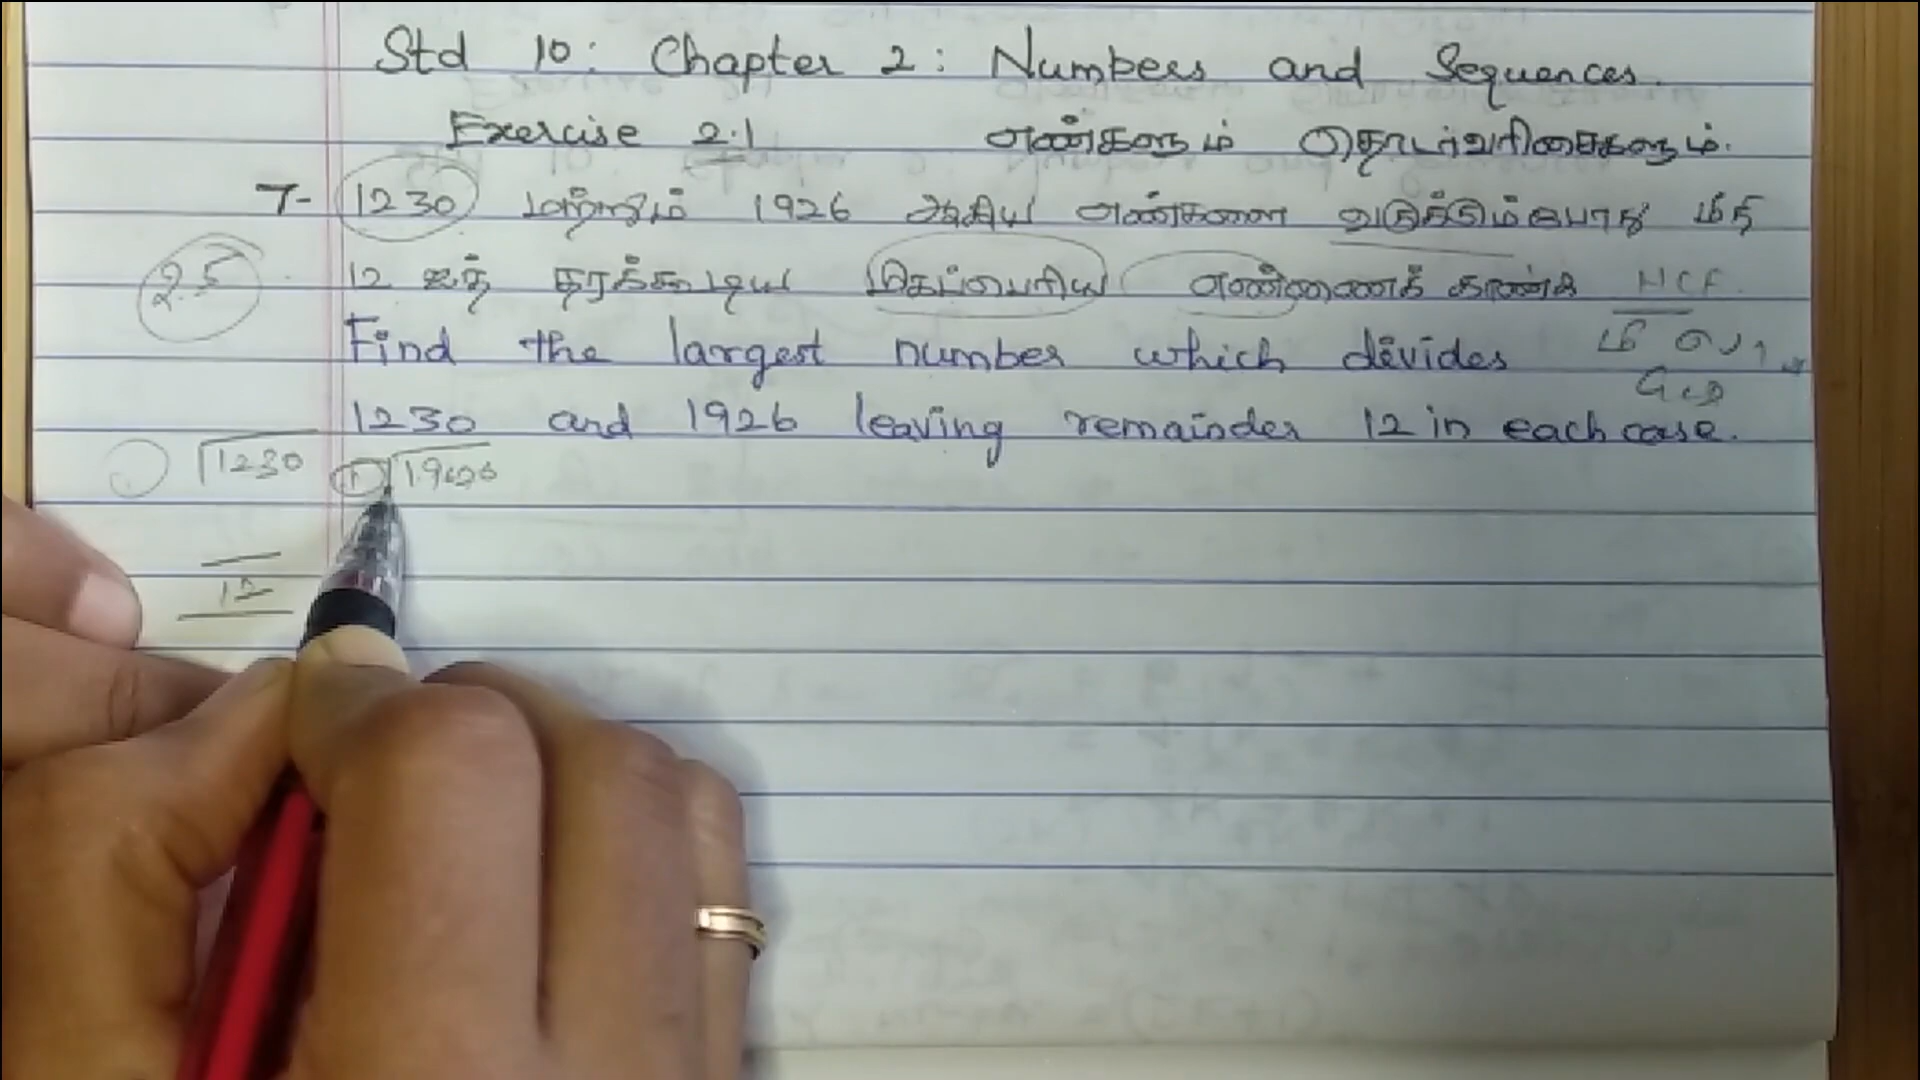 Std 10: Chapter 2: Numbers and Sequences.
Exercise 2.1 எண்களும் தொடர்வரிசைகளும்.
7- 1230 மற்றும் 1926 ஆகிய எண்களை வகுக்கும்போது மீதி
25 12 ஐத் தரக்கூடிய மிகப்பெரிய எண்ணைக் காண்க HCF
Find the largest number which divides மீ
1230 and 1926 leaving remainder 12 in each case.
1230 1926
12